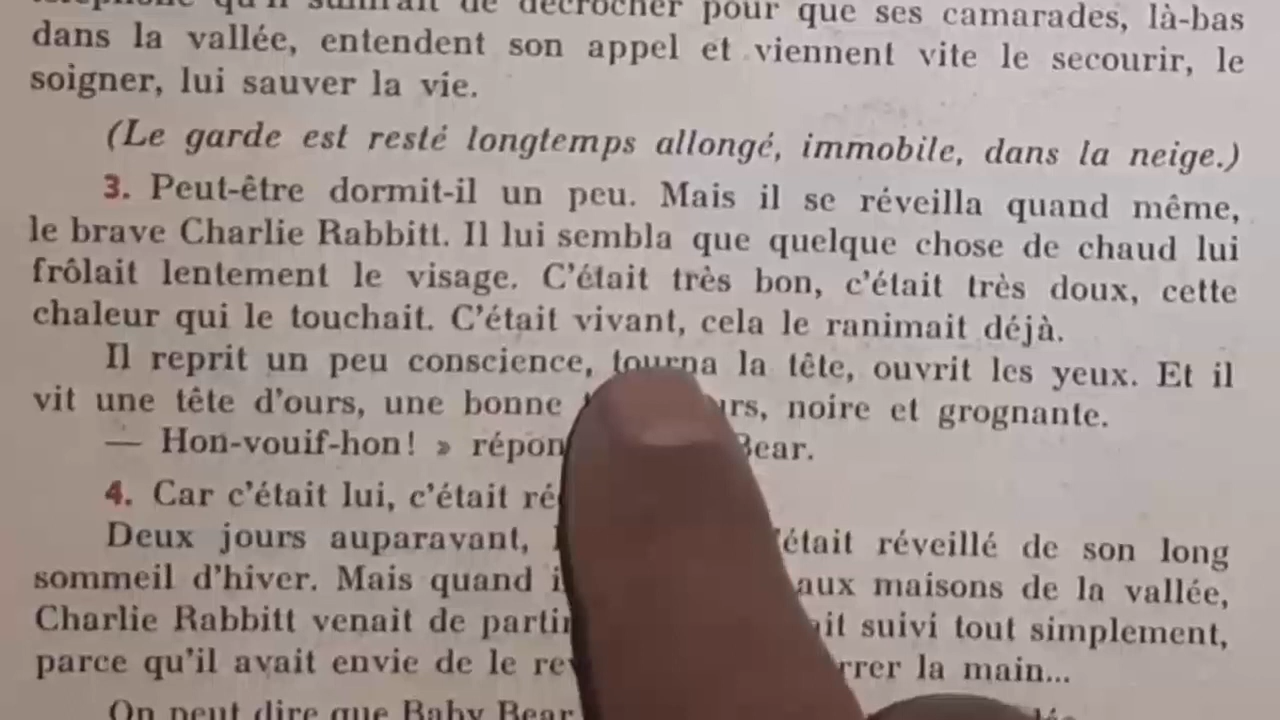 pour que ses camarades, là-bas
dans la vallée, entendent son appel et viennent vite le secourir, le
soigner, lui sauver la vie.
(Le garde est resté longtemps allongé, immobile, dans la neige.)
3. Peut-être dormit-il un peu. Mais il se réveilla quand même,
le brave Charlie Rabbitt. Il lui sembla que quelque chose de chaud lui
frôlait lentement le visage. C'était très bon, c'était très doux, cette
chaleur qui le touchait. C'était vivant, cela le ranimait déjà.
Il reprit un peu conscience, tourna la tête, ouvrit les yeux. Et il
vit une tête d'ours, une bonne noire et grognante.
— Hon-vouif-hon! » Bear.
4. Car c'était lui, c'était
Deux jours auparavant, était réveillé de son long
sommeil d'hiver. Mais quand aux maisons de la vallée,
Charlie Rabbitt venait de suivi tout simplement,
parce qu'il avait envie de le la main...
On peut dire que Baby Bear